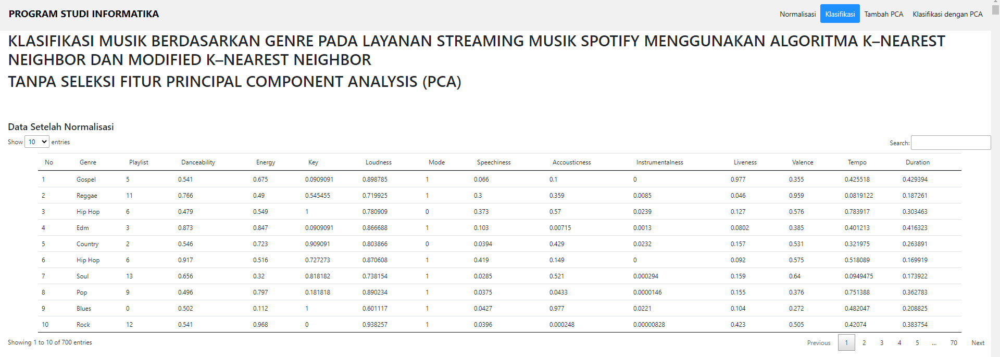 PROGRAM STUDI INFORMATIKA Normalisasi Klasifikasi Tambah PCA Klasifikasi dengan PCA
KLASIFIKASI MUSIK BERDASARKAN GENRE PADA LAYANAN STREAMING MUSIK SPOTIFY MENGGUNAKAN ALGORITMA K–NEAREST
NEIGHBOR DAN MODIFIED K–NEAREST NEIGHBOR
TANPA SELEKSI FITUR PRINCIPAL COMPONENT ANALYSIS (PCA)
Data Setelah Normalisasi
Show 10 entries Search:
No Genre Playlist Danceability Energy Key Loudness Mode Speechiness Accousticness Instrumentalness Liveness Valence Tempo Duration
1 Gospel 5 0.541 0.675 0.0909091 0.898785 1 0.066 0.1 0 0.977 0.355 0.425518 0.429394
2 Reggae 11 0.766 0.49 0.545455 0.719925 1 0.3 0.359 0.0085 0.046 0.959 0.0819122 0.187261
3 Hip Hop 6 0.479 0.549 1 0.780909 0 0.373 0.57 0.0239 0.127 0.576 0.783917 0.303463
4 Edm 3 0.873 0.847 0.0909091 0.866688 1 0.103 0.00715 0.0013 0.0802 0.385 0.401213 0.416323
5 Country 2 0.546 0.723 0.909091 0.803866 0 0.0394 0.429 0.0232 0.157 0.531 0.321975 0.263891
6 Hip Hop 6 0.917 0.516 0.727273 0.870608 1 0.419 0.149 0 0.092 0.575 0.518089 0.169919
7 Soul 13 0.656 0.32 0.818182 0.738154 1 0.0285 0.521 0.000294 0.159 0.64 0.0949475 0.173922
8 Pop 9 0.496 0.797 0.181818 0.890234 1 0.0375 0.0433 0.0000146 0.155 0.376 0.751388 0.362783
9 Blues 0 0.502 0.112 1 0.601117 1 0.0427 0.977 0.0221 0.104 0.272 0.482047 0.208825
10 Rock 12 0.541 0.968 0 0.938257 1 0.0396 0.000248 0.00000828 0.423 0.505 0.42074 0.383754
Showing 1 to 10 of 700 entries Previous 1 2 3 4 5 ... 70 Next